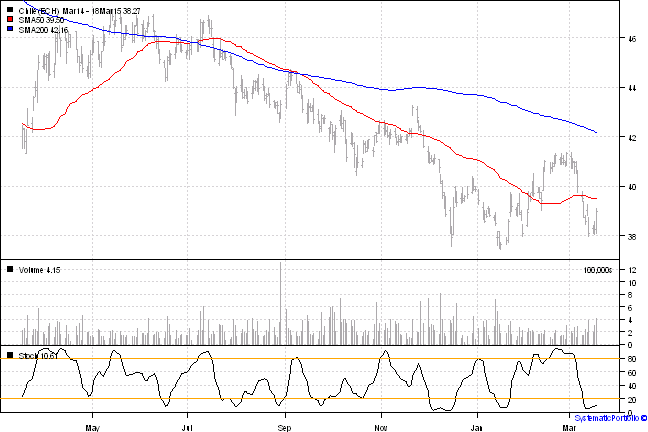 Chile (ECH) Mar14 - 18Mar15 38.27
SMA50 39.50
SMA200 42.16
46
44
42
40
38
Volume 4.15
100,000s
12
10
8
6
4
2
0
Stoch 10.61
80
60
40
20
0
May Jul Sep Nov Jan Mar
SystematicPortfolio ©